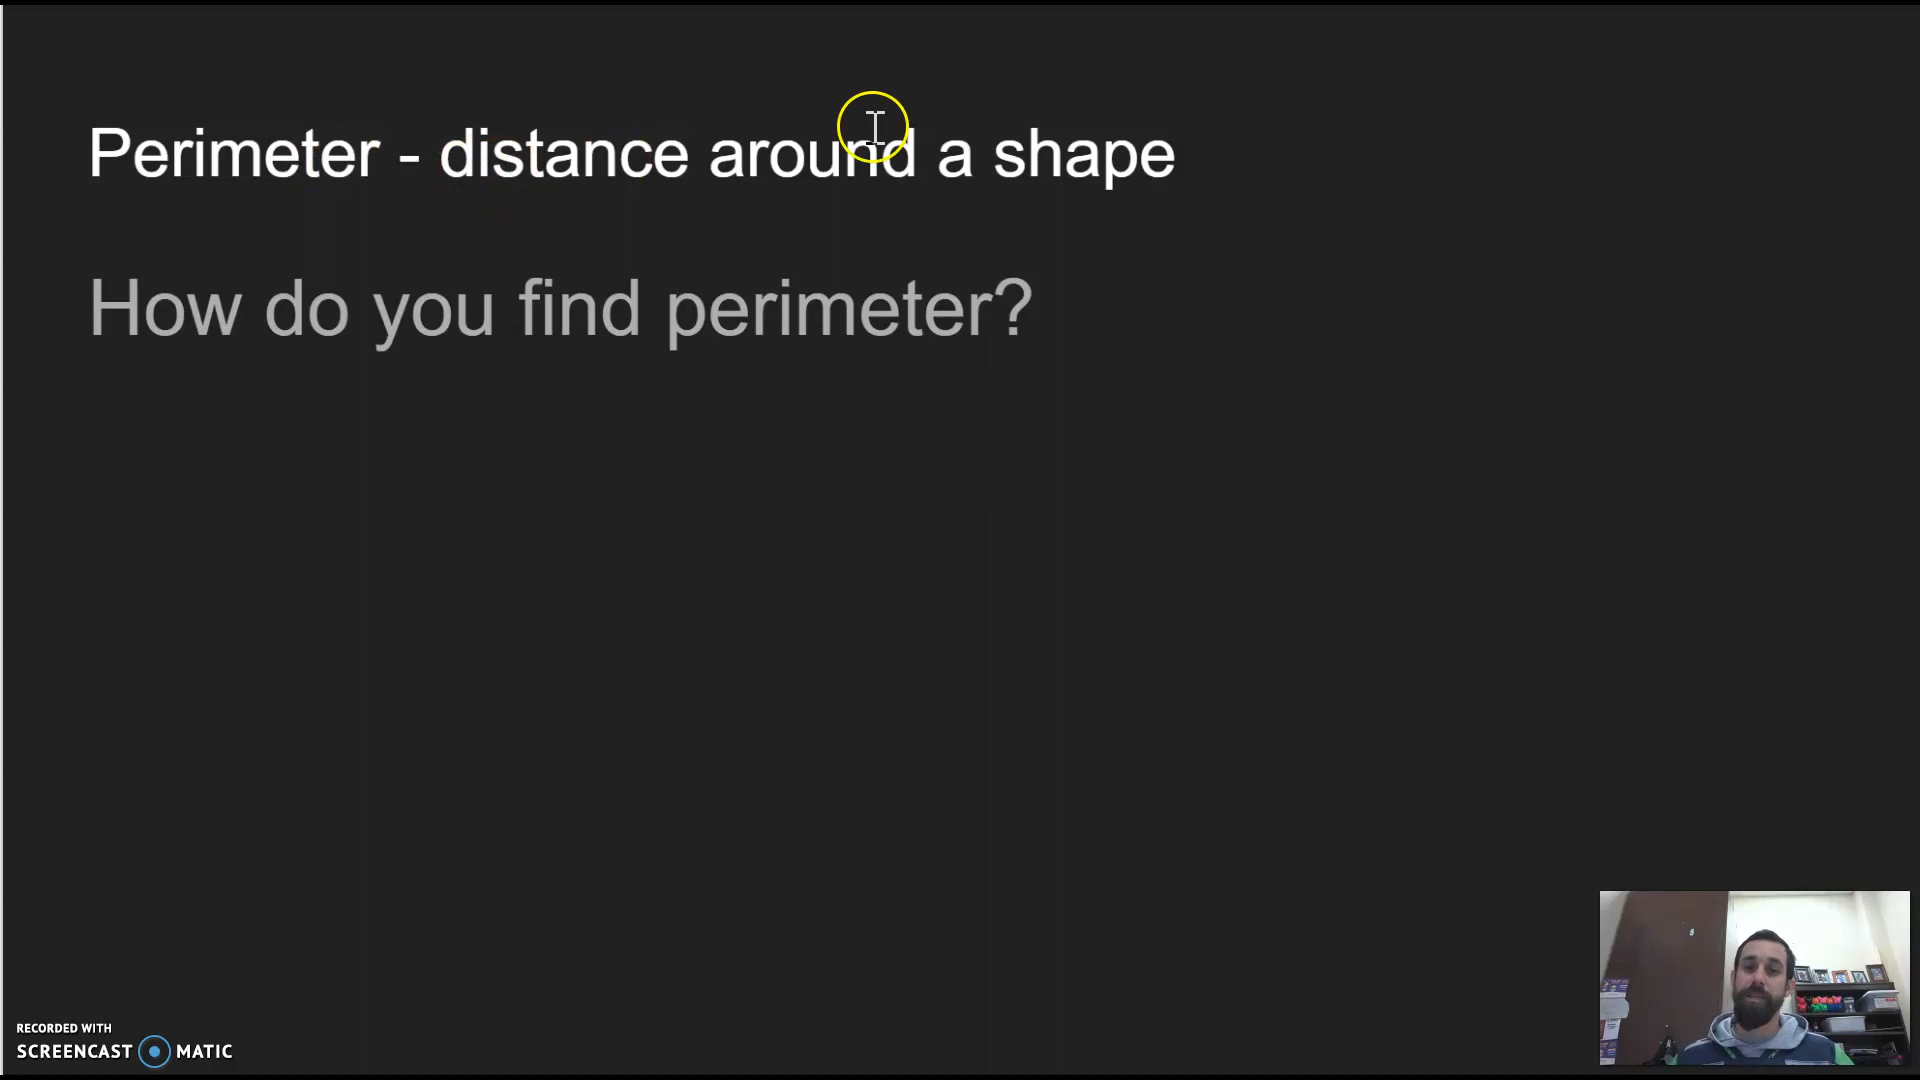 Perimeter - distance around a shape
How do you find perimeter?
RECORDED WITH
SCREENCAST MATIC